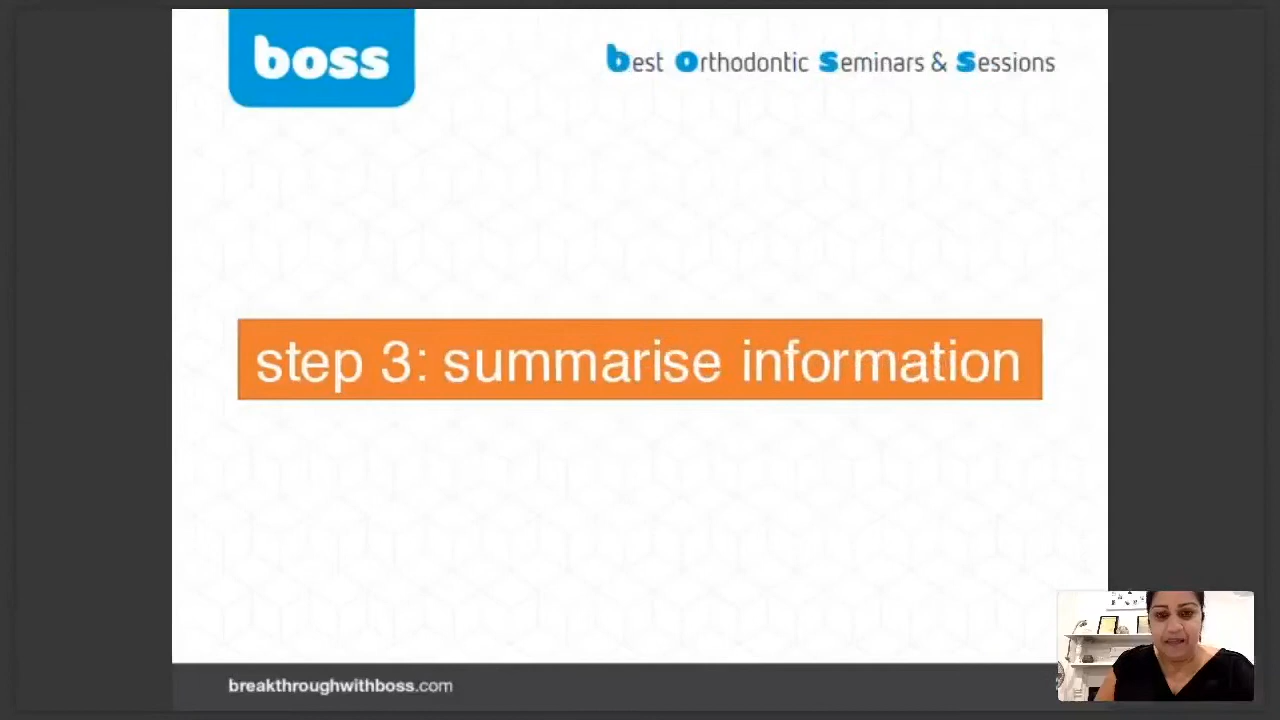 boss
Best Orthodontic Seminars & Sessions
step 3: summarise information
breakthroughwithboss.com